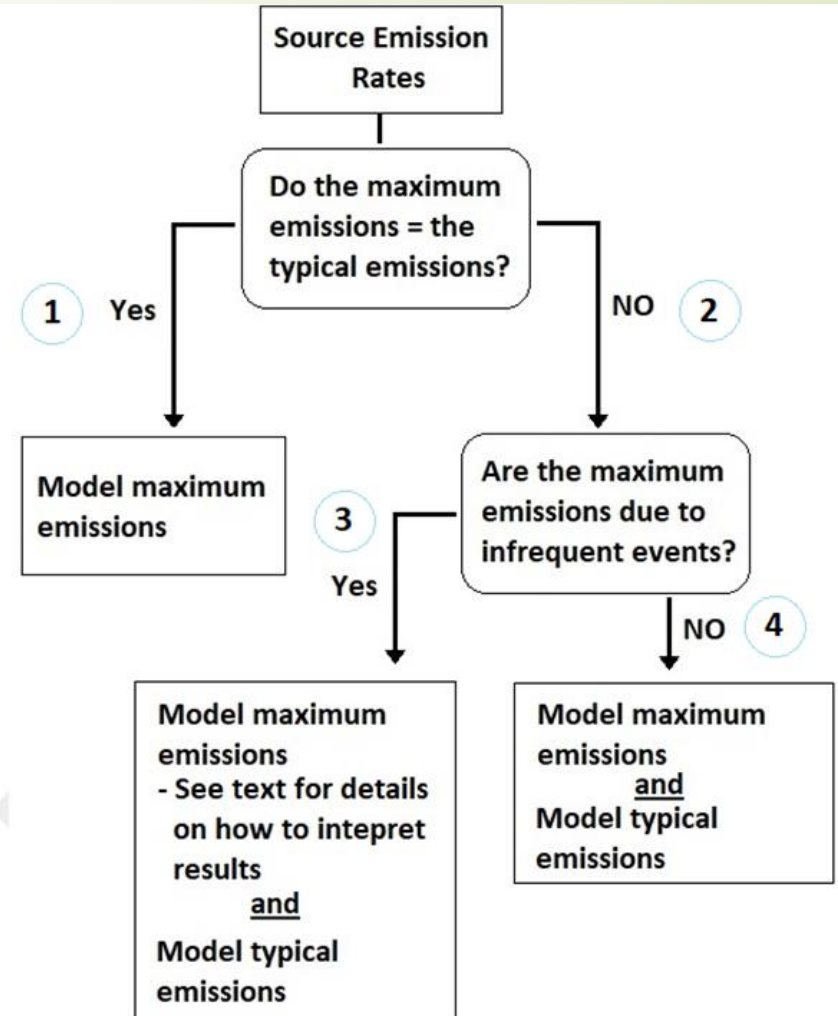 Source Emission
Rates
Do the maximum
emissions = the
typical emissions?
1
Yes
NO
2
Model maximum
emissions
Are the maximum
emissions due to
infrequent events?
3
Yes
NO
4
Model maximum
emissions
- See text for details
on how to intepret
results
and
Model typical
emissions
Model maximum
emissions
and
Model typical
emissions